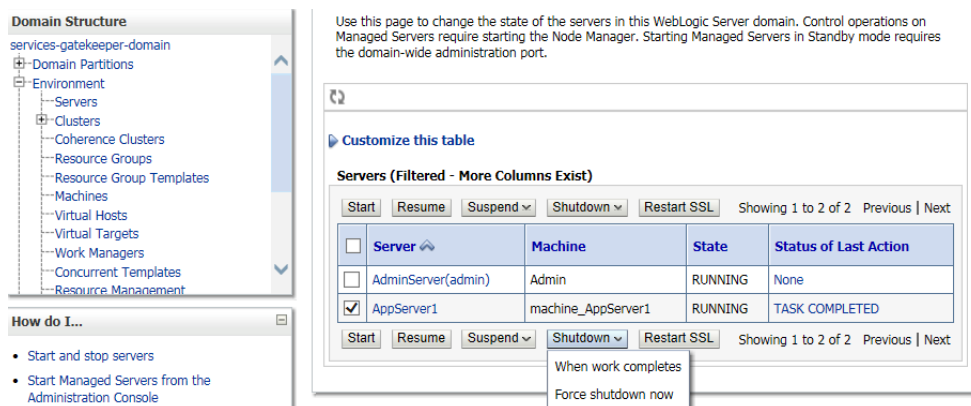 Domain Structure
services-gatekeeper-domain
Domain Partitions
Environment
Servers
Clusters
Coherence Clusters
Resource Groups
Resource Group Templates
Machines
Virtual Hosts
Virtual Targets
Work Managers
Concurrent Templates
Resource Management
How do I...
• Start and stop servers
• Start Managed Servers from the
Administration Console
Use this page to change the state of the servers in this WebLogic Server domain. Control operations on
Managed Servers require starting the Node Manager. Starting Managed Servers in Standby mode requires
the domain-wide administration port.
Customize this table
Servers (Filtered - More Columns Exist)
Start Resume Suspend Shutdown Restart SSL Showing 1 to 2 of 2 Previous | Next
Server Machine State Status of Last Action
AdminServer(admin) Admin RUNNING None
AppServer1 machine_AppServer1 RUNNING TASK COMPLETED
Start Resume Suspend Shutdown Restart SSL Showing 1 to 2 of 2 Previous | Next
When work completes
Force shutdown now